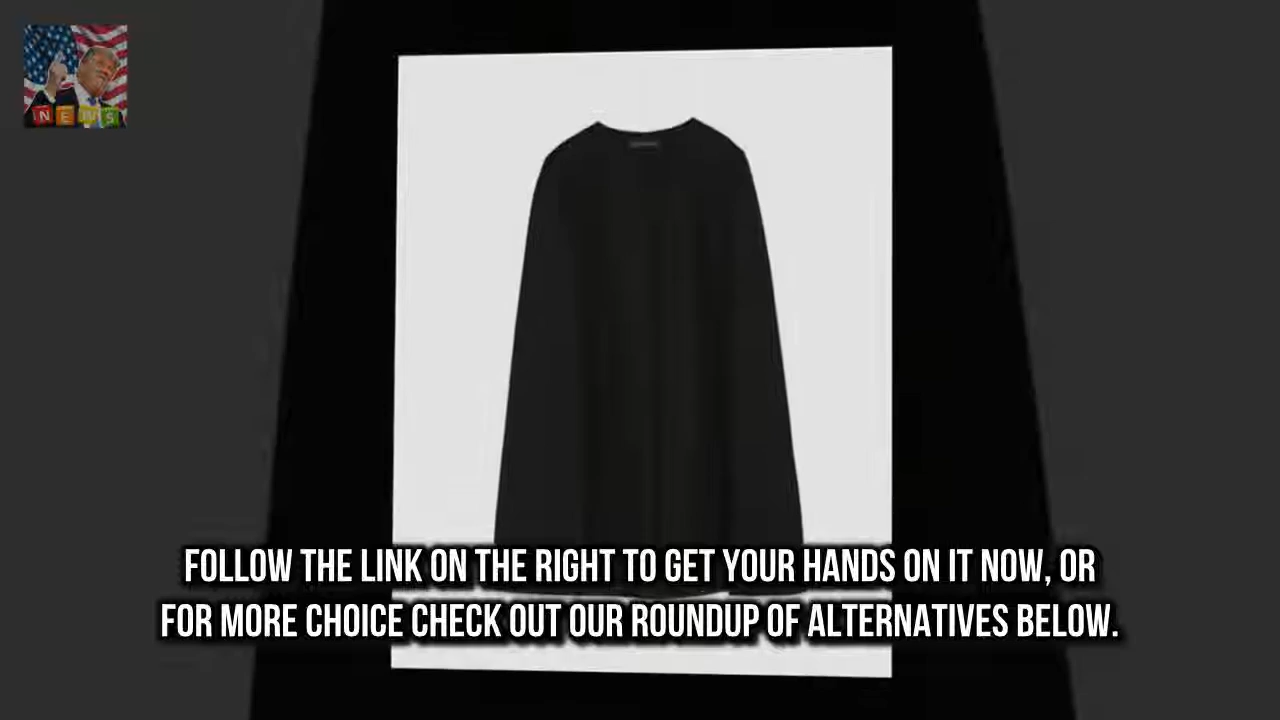 NEWS
FOLLOW THE LINK ON THE RIGHT TO GET YOUR HANDS ON IT NOW, OR
FOR MORE CHOICE CHECK OUT OUR ROUNDUP OF ALTERNATIVES BELOW.